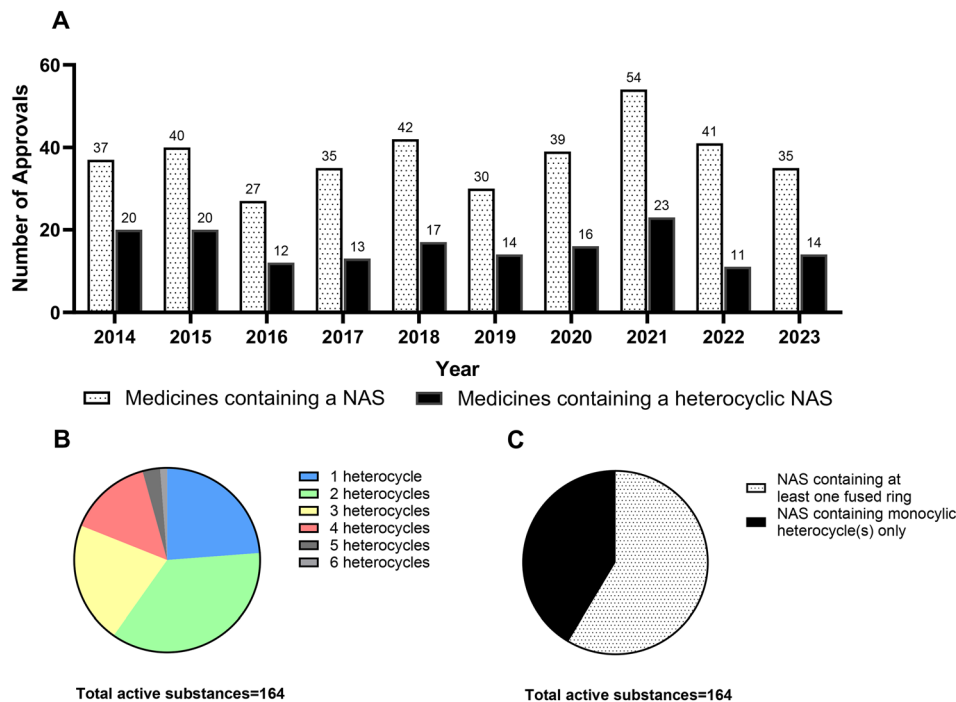 A
Number of Approvals
60
40
20
0
37
20
40
20
27
12
35
13
42
17
30
14
39
16
54
23
41
11
35
14
2014 2015 2016 2017 2018 2019 2020 2021 2022 2023
Year
Medicines containing a NAS
Medicines containing a heterocyclic NAS
B
1 heterocycle
2 heterocycles
3 heterocycles
4 heterocycles
5 heterocycles
6 heterocycles
Total active substances=164
C
NAS containing at
least one fused ring
NAS containing monocylic
heterocycle(s) only
Total active substances=164